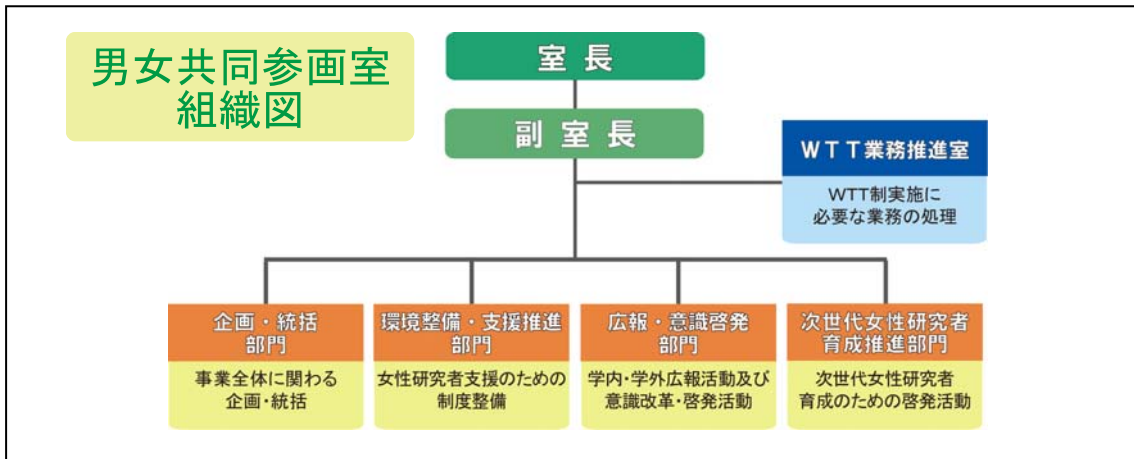 男女共同参画室
組織図
室長
副室長
WTT業務推進室
WTT制実施に
必要な業務の処理
企画・統括
部門
事業全体に関わる
企画・統括
環境整備・支援推進
部門
女性研究者支援のための
制度整備
広報・意識啓発
部門
学内・学外広報活動及び
意識改革・啓発活動
次世代女性研究者
育成推進部門
次世代女性研究者
育成のための啓発活動